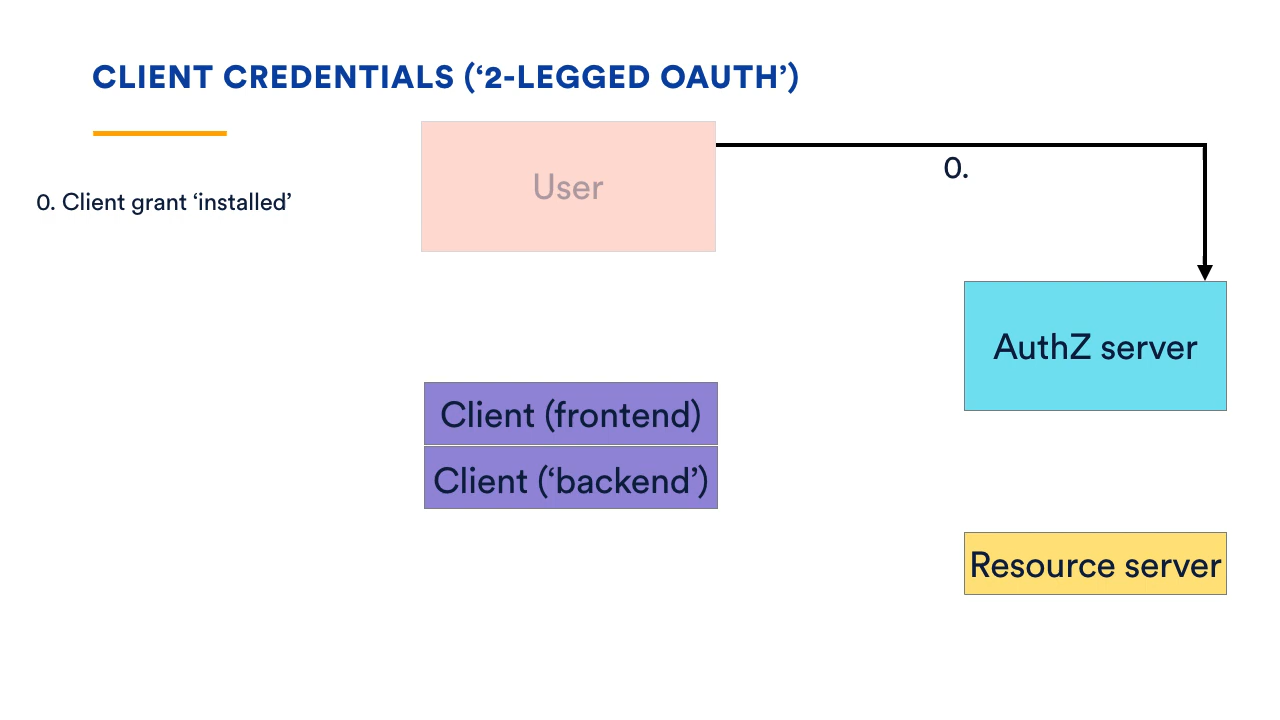 CLIENT CREDENTIALS (‘2-LEGGED OAUTH’)
User
0.
0. Client grant ‘installed’
AuthZ server
Client (frontend)
Client (‘backend’)
Resource server